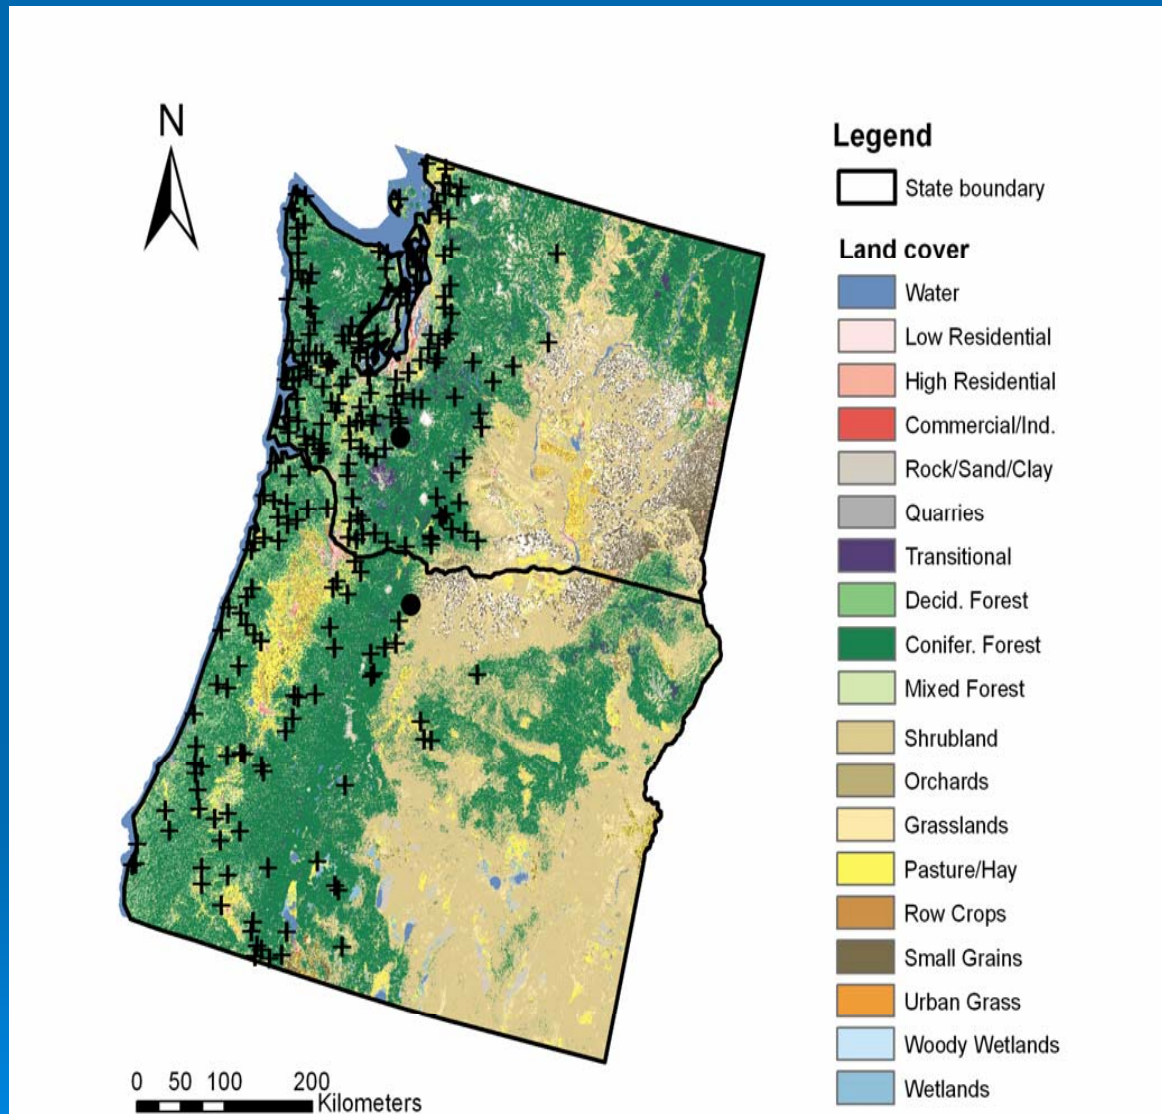 N
Legend
State boundary
Land cover
Water
Low Residential
High Residential
Commercial/Ind.
Rock/Sand/Clay
Quarries
Transitional
Decid. Forest
Conifer. Forest
Mixed Forest
Shrubland
Orchards
Grasslands
Pasture/Hay
Row Crops
Small Grains
Urban Grass
Woody Wetlands
Wetlands
0 50 100 200
Kilometers